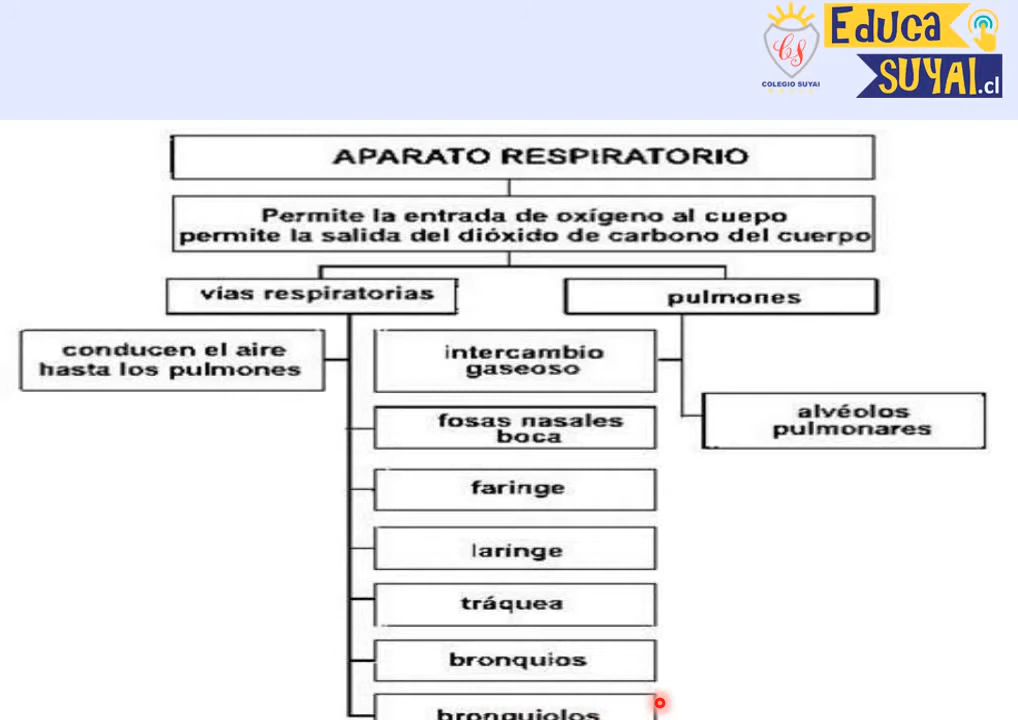 Educa
SUYAI.cl
CS
COLEGIO SUYAI
APARATO RESPIRATORIO
Permite la entrada de oxígeno al cuepo
permite la salida del dióxido de carbono del cuerpo
vias respiratorias
pulmones
conducen el aire
hasta los pulmones
intercambio
gaseoso
alvéolos
pulmonares
fosas nasales
boca
faringe
laringe
tráquea
bronquios
bronquiolos